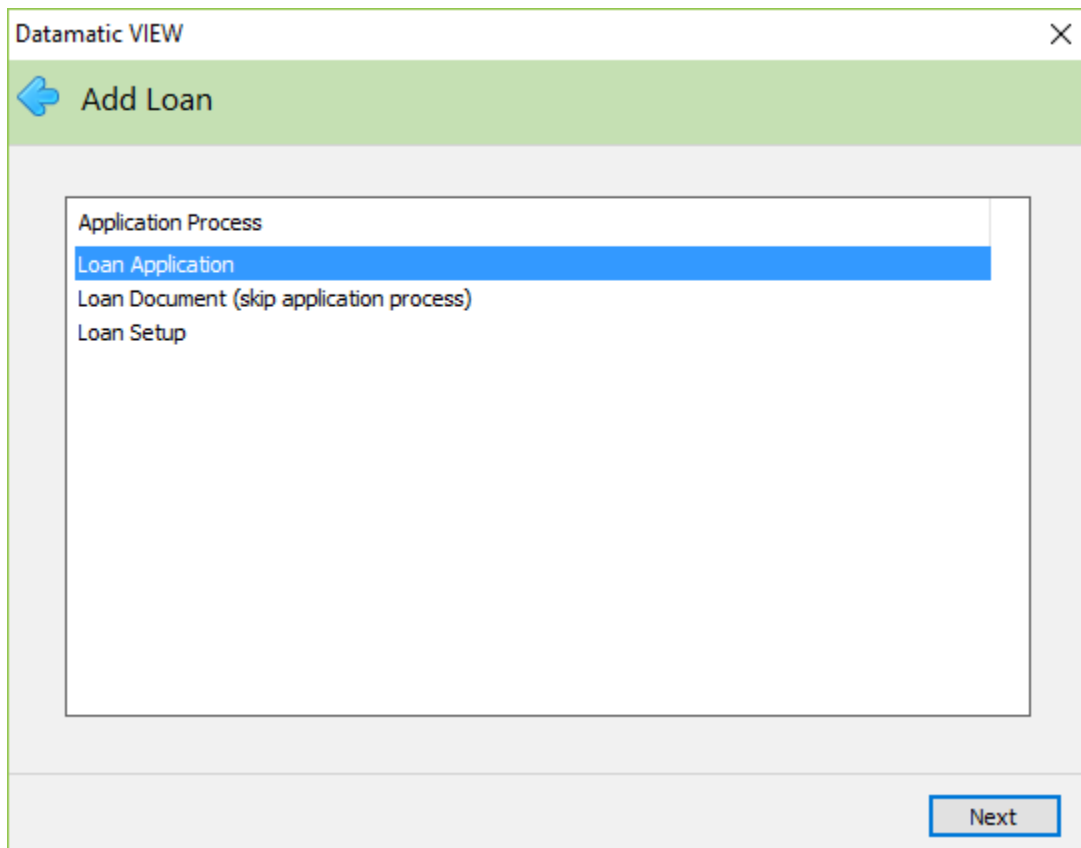 Datamatic VIEW
Add Loan
Application Process
Loan Application
Loan Document (skip application process)
Loan Setup
Next